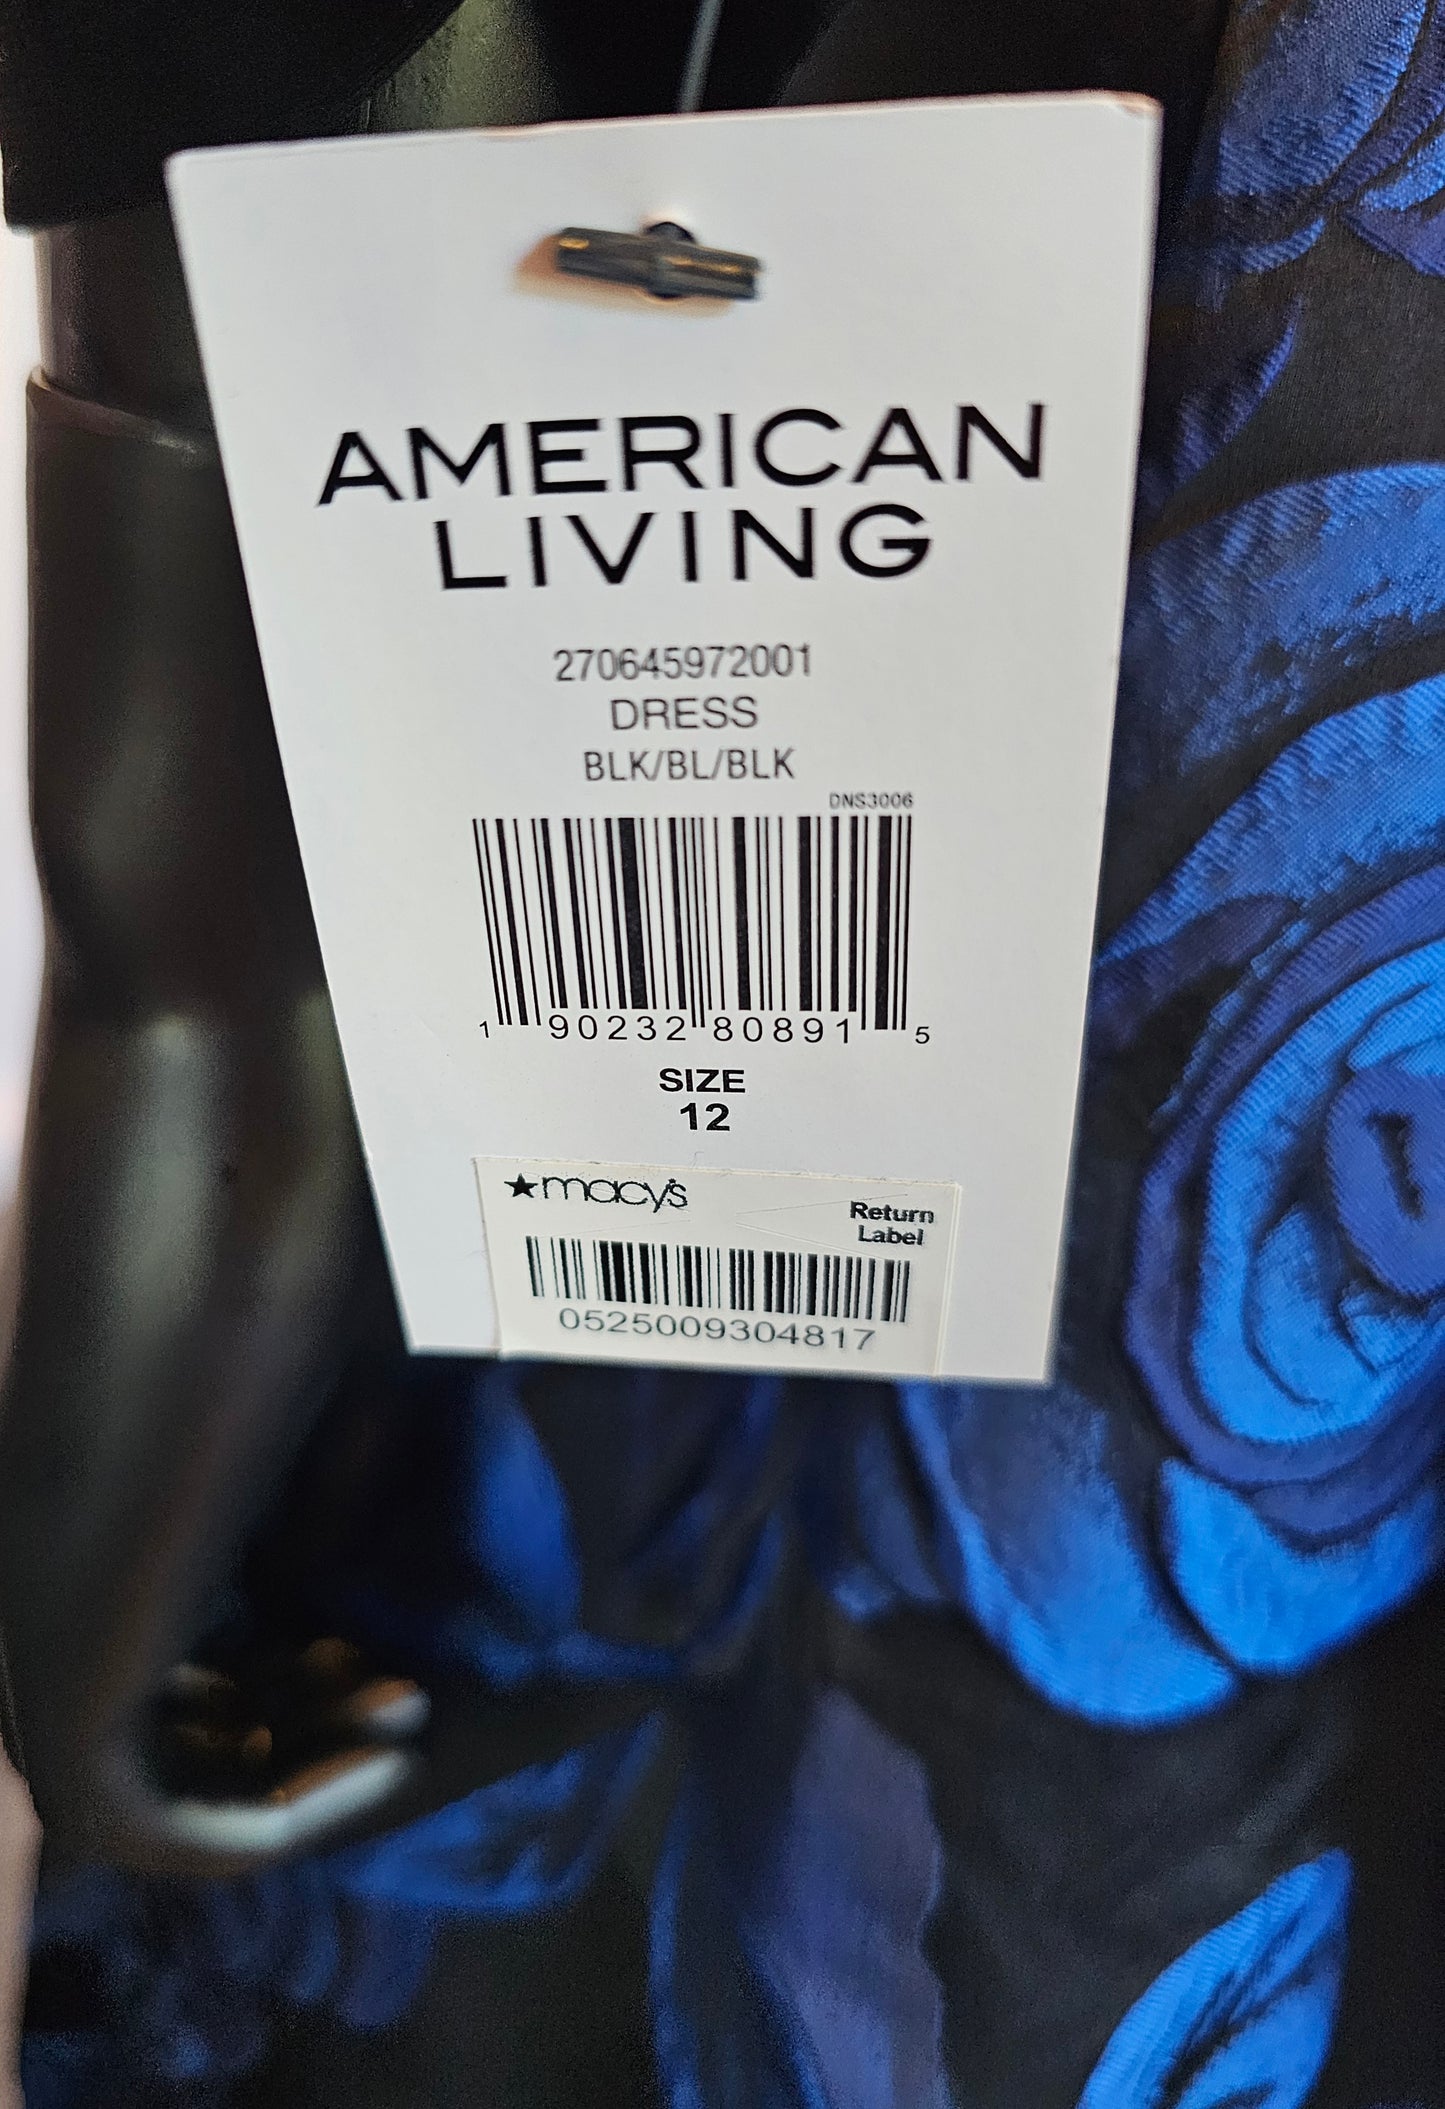 AMERICAN
LIVING
270645972001
DRESS
BLK/BL/BLK
DNS3006
1 90232 80891 5
SIZE
12
★macy's
Return
Label
0525009304817